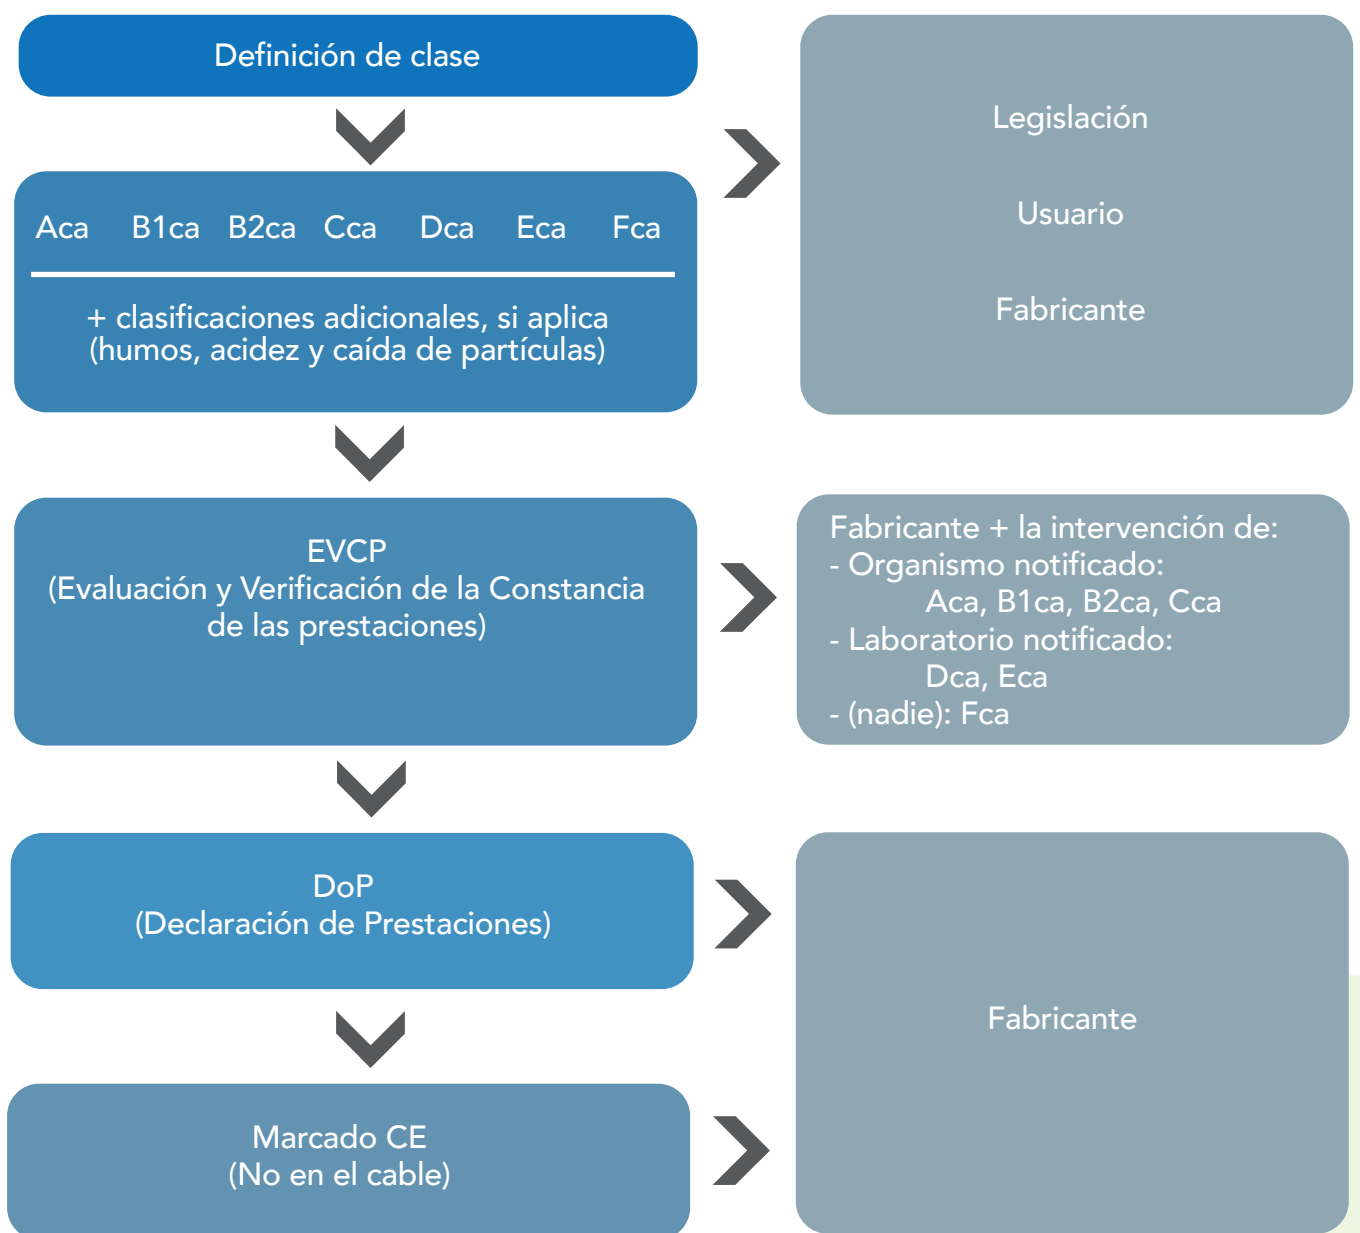 Definición de clase
Aca B1ca B2ca Cca Dca Eca Fca
+ clasificaciones adicionales, si aplica
(humos, acidez y caída de partículas)
Legislación
Usuario
Fabricante
EVCP
(Evaluación y Verificación de la Constancia
de las prestaciones)
Fabricante + la intervención de:
- Organismo notificado:
Aca, B1ca, B2ca, Cca
- Laboratorio notificado:
Dca, Eca
- (nadie): Fca
DoP
(Declaración de Prestaciones)
Fabricante
Marcado CE
(No en el cable)